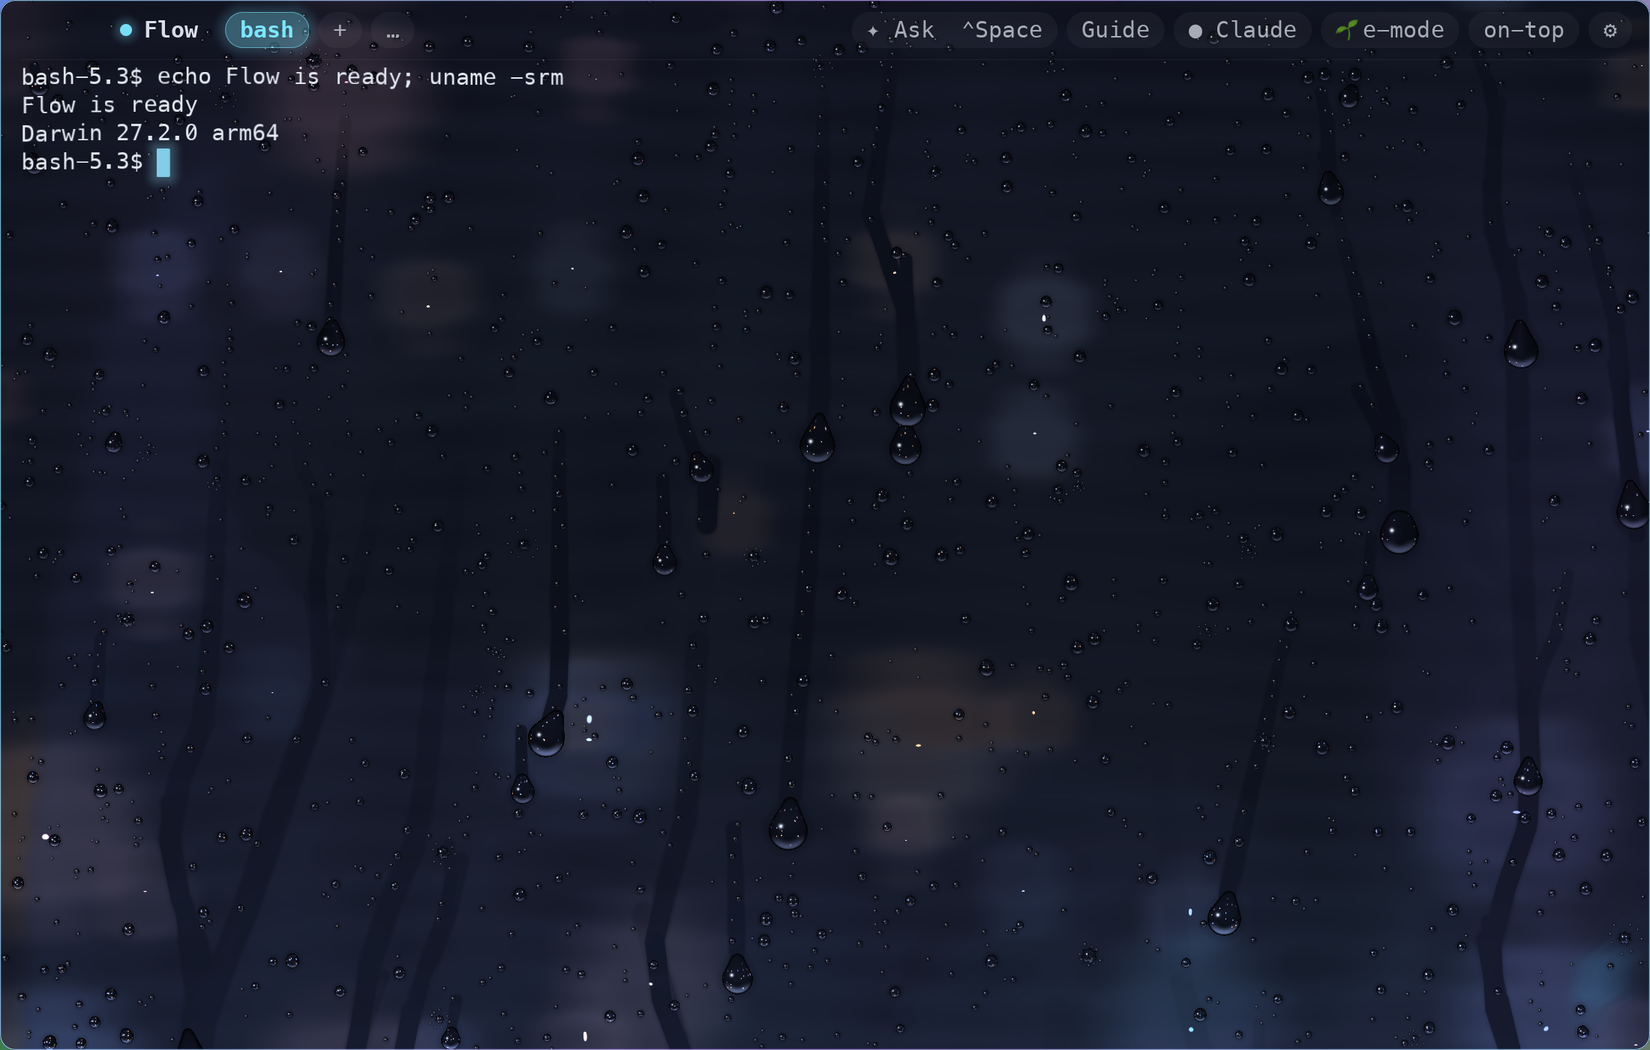 Flow bash + … ✦ Ask ^Space Guide ● Claude 🌱 e-mode on-top ⚙
bash-5.3$ echo Flow is ready; uname -srm
Flow is ready
Darwin 27.2.0 arm64
bash-5.3$